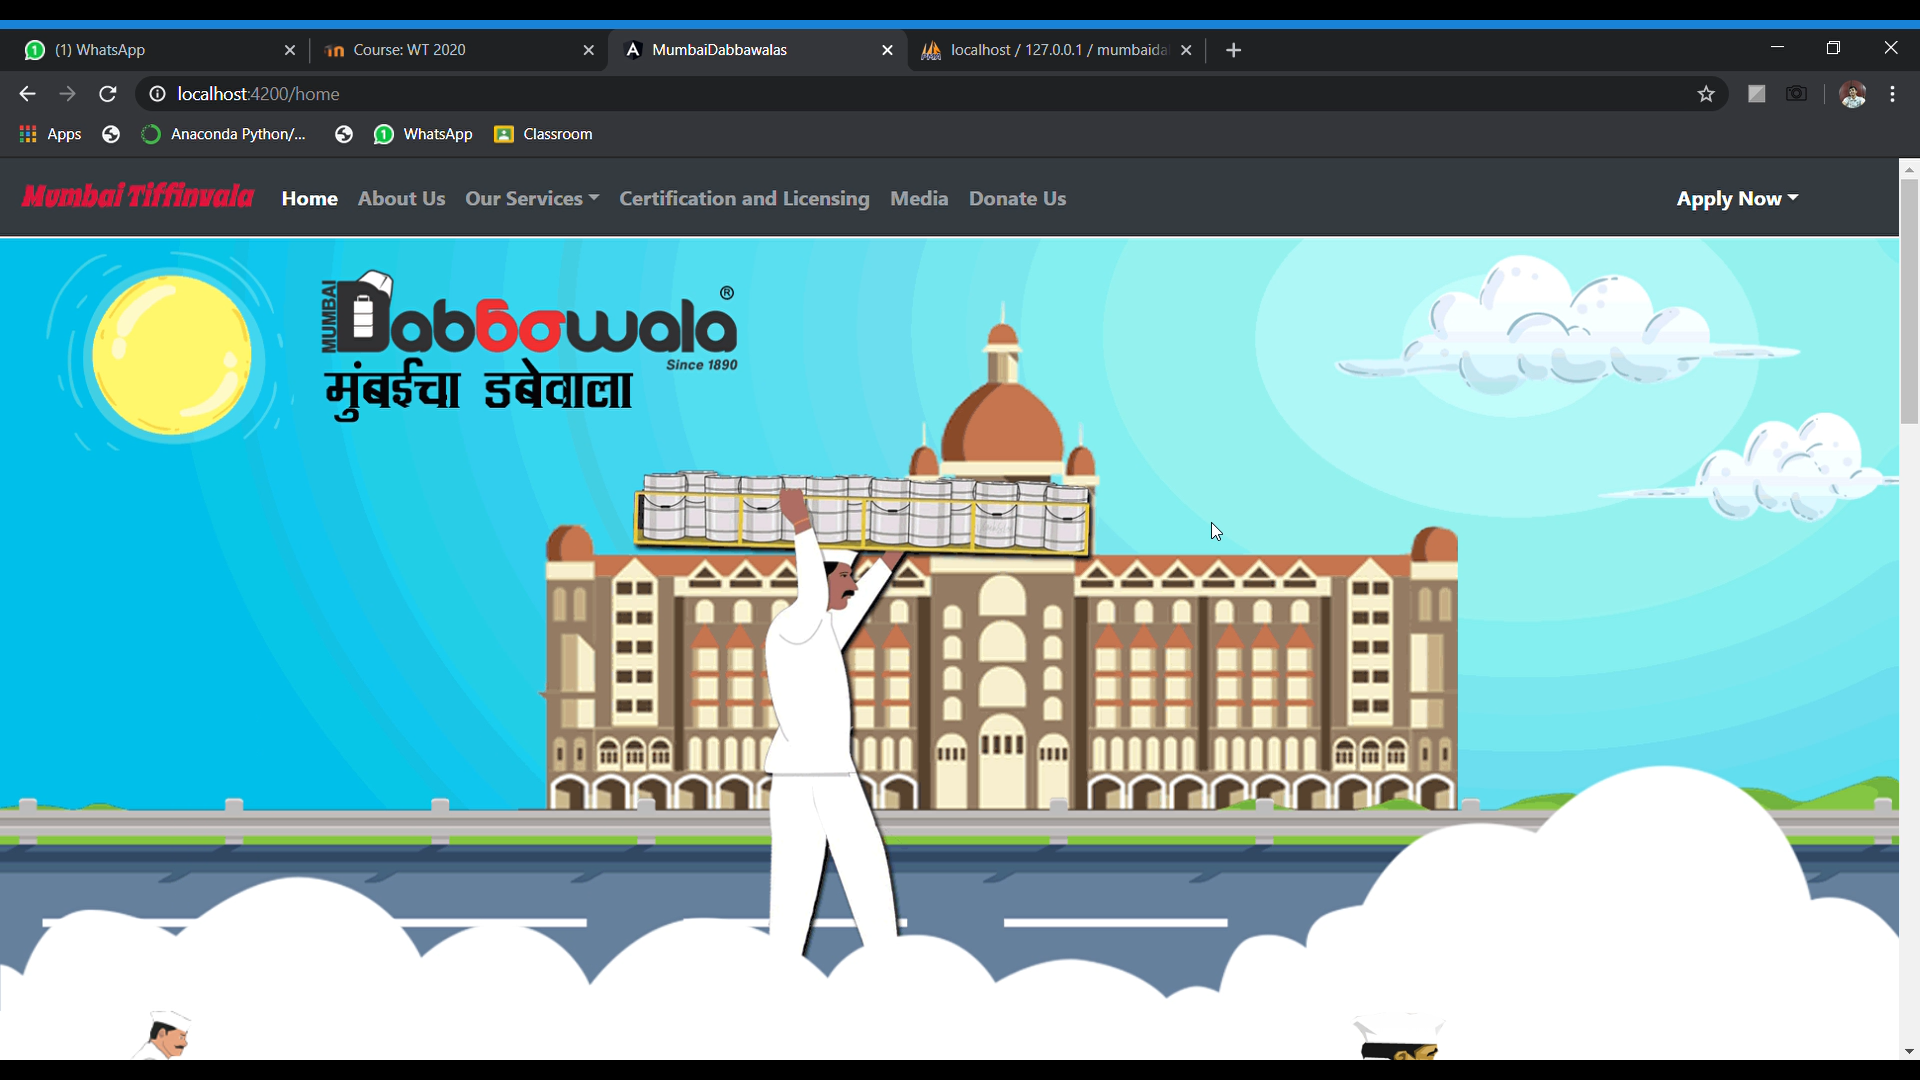 (1) WhatsApp
Course: WT 2020
MumbaiDabbawalas
localhost / 127.0.0.1 / mumbaida
localhost:4200/home
Apps
Anaconda Python/...
WhatsApp
Classroom
Mumbai Tiffinvala
Home
About Us
Our Services
Certification and Licensing
Media
Donate Us
Apply Now
MUMBAI
Dabbawala ®
Since 1890
मुंबईचा डबेवाला